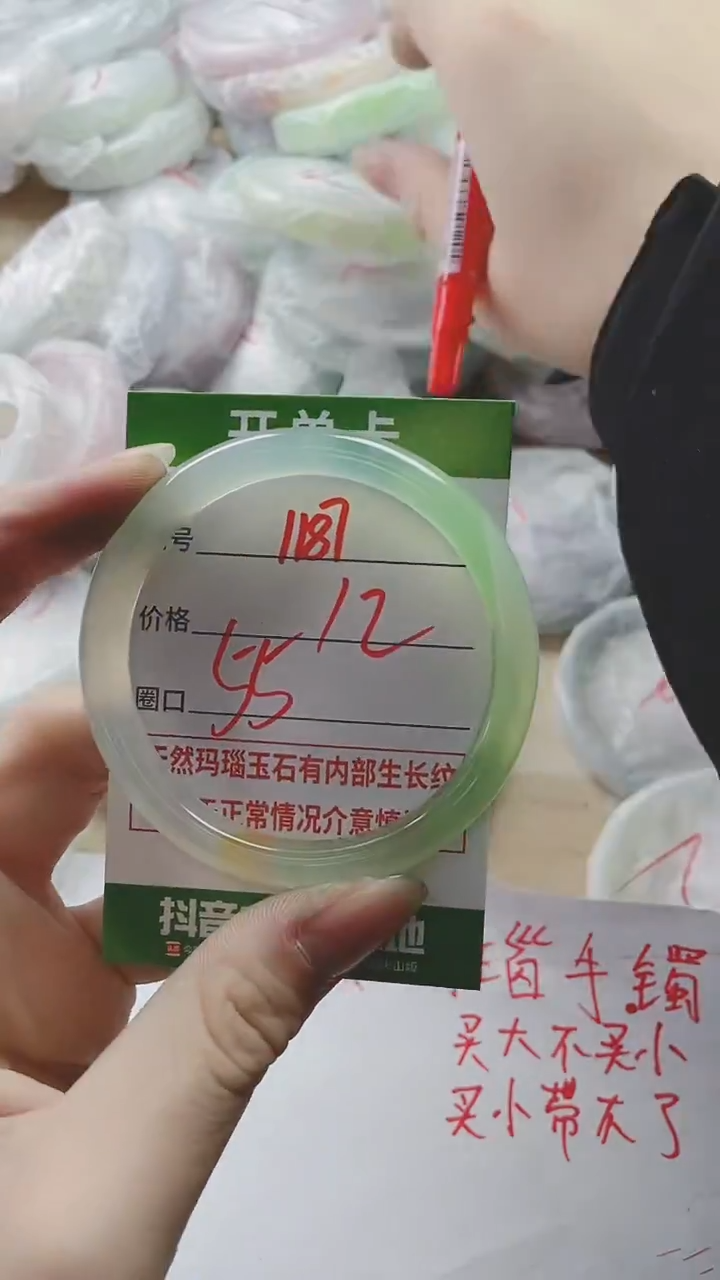 开单卡
号 1187
价格 12
圈口 55
天然玛瑙玉石有内部生长纹
正常情况介意慎
抖音
地
瑙手镯
买大不买小
买小带不了